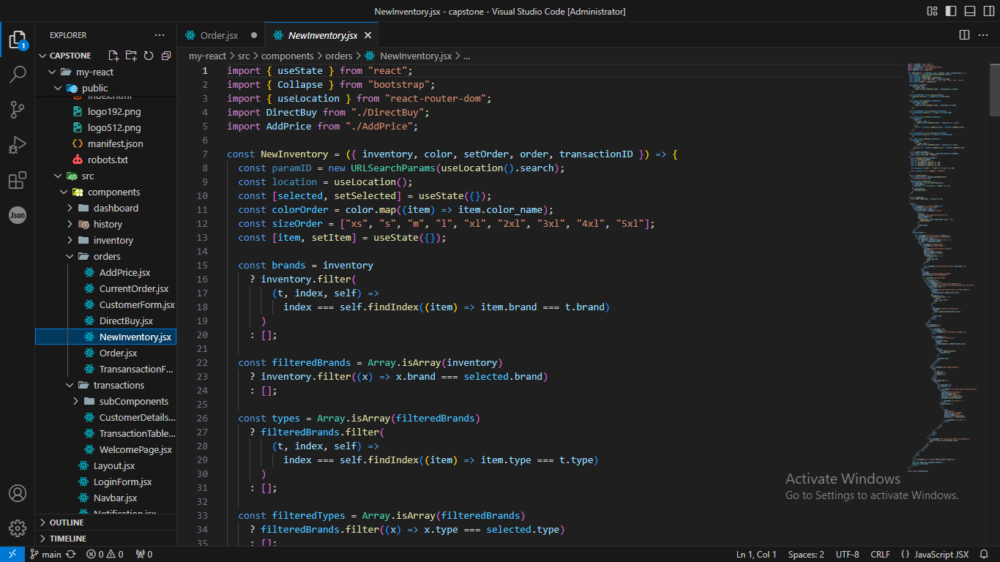 NewInventory.jsx - capstone - Visual Studio Code [Administrator]
EXPLORER
CAPSTONE
my-react
public
index.html
logo192.png
logo512.png
manifest.json
robots.txt
src
components
dashboard
history
inventory
orders
AddPrice.jsx
CurrentOrder.jsx
CustomerForm.jsx
DirectBuy.jsx
NewInventory.jsx
Order.jsx
TransansactionF...
transactions
subComponents
CustomerDetails...
TransactionTable...
WelcomePage.jsx
Layout.jsx
LoginForm.jsx
Navbar.jsx
Notification.jsx
OUTLINE
TIMELINE
1
Json
Order.jsx
NewInventory.jsx
my-react > src > components > orders > NewInventory.jsx > ...
1 import { useState } from "react";
2 import { Collapse } from "bootstrap";
3 import { useLocation } from "react-router-dom";
4 import DirectBuy from "./DirectBuy";
5 import AddPrice from "./AddPrice";
6
7 const NewInventory = ({ inventory, color, setOrder, order, transactionID }) => {
8 const paramID = new URLSearchParams(useLocation().search);
9 const location = useLocation();
10 const [selected, setSelected] = useState({});
11 const colorOrder = color.map((item) => item.color_name);
12 const sizeOrder = ["xs", "s", "m", "l", "xl", "2xl", "3xl", "4xl", "5xl"];
13 const [item, setItem] = useState({});
14
15 const brands = inventory
16 ? inventory.filter(
17 (t, index, self) =>
18 index === self.findIndex((item) => item.brand === t.brand)
19 )
20 : [];
21
22 const filteredBrands = Array.isArray(inventory)
23 ? inventory.filter((x) => x.brand === selected.brand)
24 : [];
25
26 const types = Array.isArray(filteredBrands)
27 ? filteredBrands.filter(
28 (t, index, self) =>
29 index === self.findIndex((item) => item.type === t.type)
30 )
31 : [];
32
33 const filteredTypes = Array.isArray(filteredBrands)
34 ? filteredBrands.filter((x) => x.type === selected.type)
35 : [];
Activate Windows
Go to Settings to activate Windows.
main
0 0
0
Ln 1, Col 1
Spaces: 2
UTF-8
CRLF
{ } JavaScript JSX